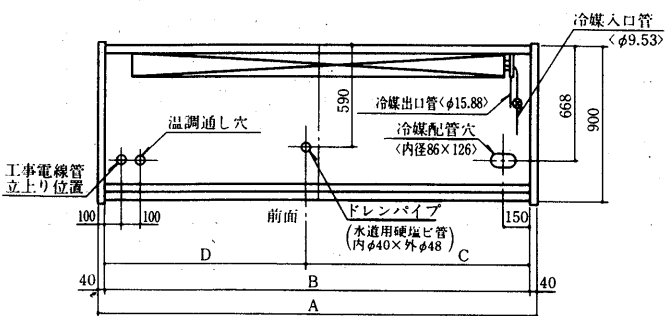 冷媒入口管
<φ9.53>
冷媒出口管<φ15.88>
590
668
900
温調通し穴
冷媒配管穴
<内径86×126>
工事電線管
立上り位置
100
100
前面
ドレンパイプ
(水道用硬塩ビ管
内φ40×外φ48)
150
D
C
40
B
40
A